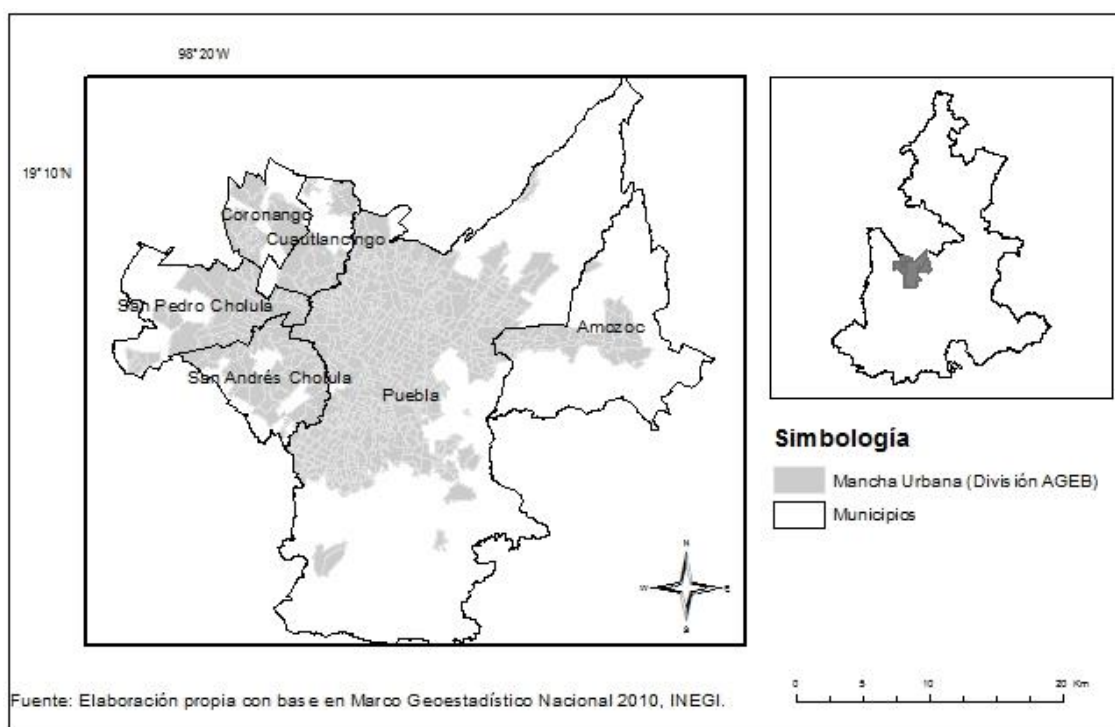 98°20'W
19°10'N
Coronango
Cuautlancingo
San Pedro Cholula
Amozoc
San Andrés Cholula
Puebla
N
W
E
S
Simbología
Mancha Urbana (División AGEB)
Municipios
0 5 10 20 Km
Fuente: Elaboración propia con base en Marco Geoestadístico Nacional 2010, INEGI.